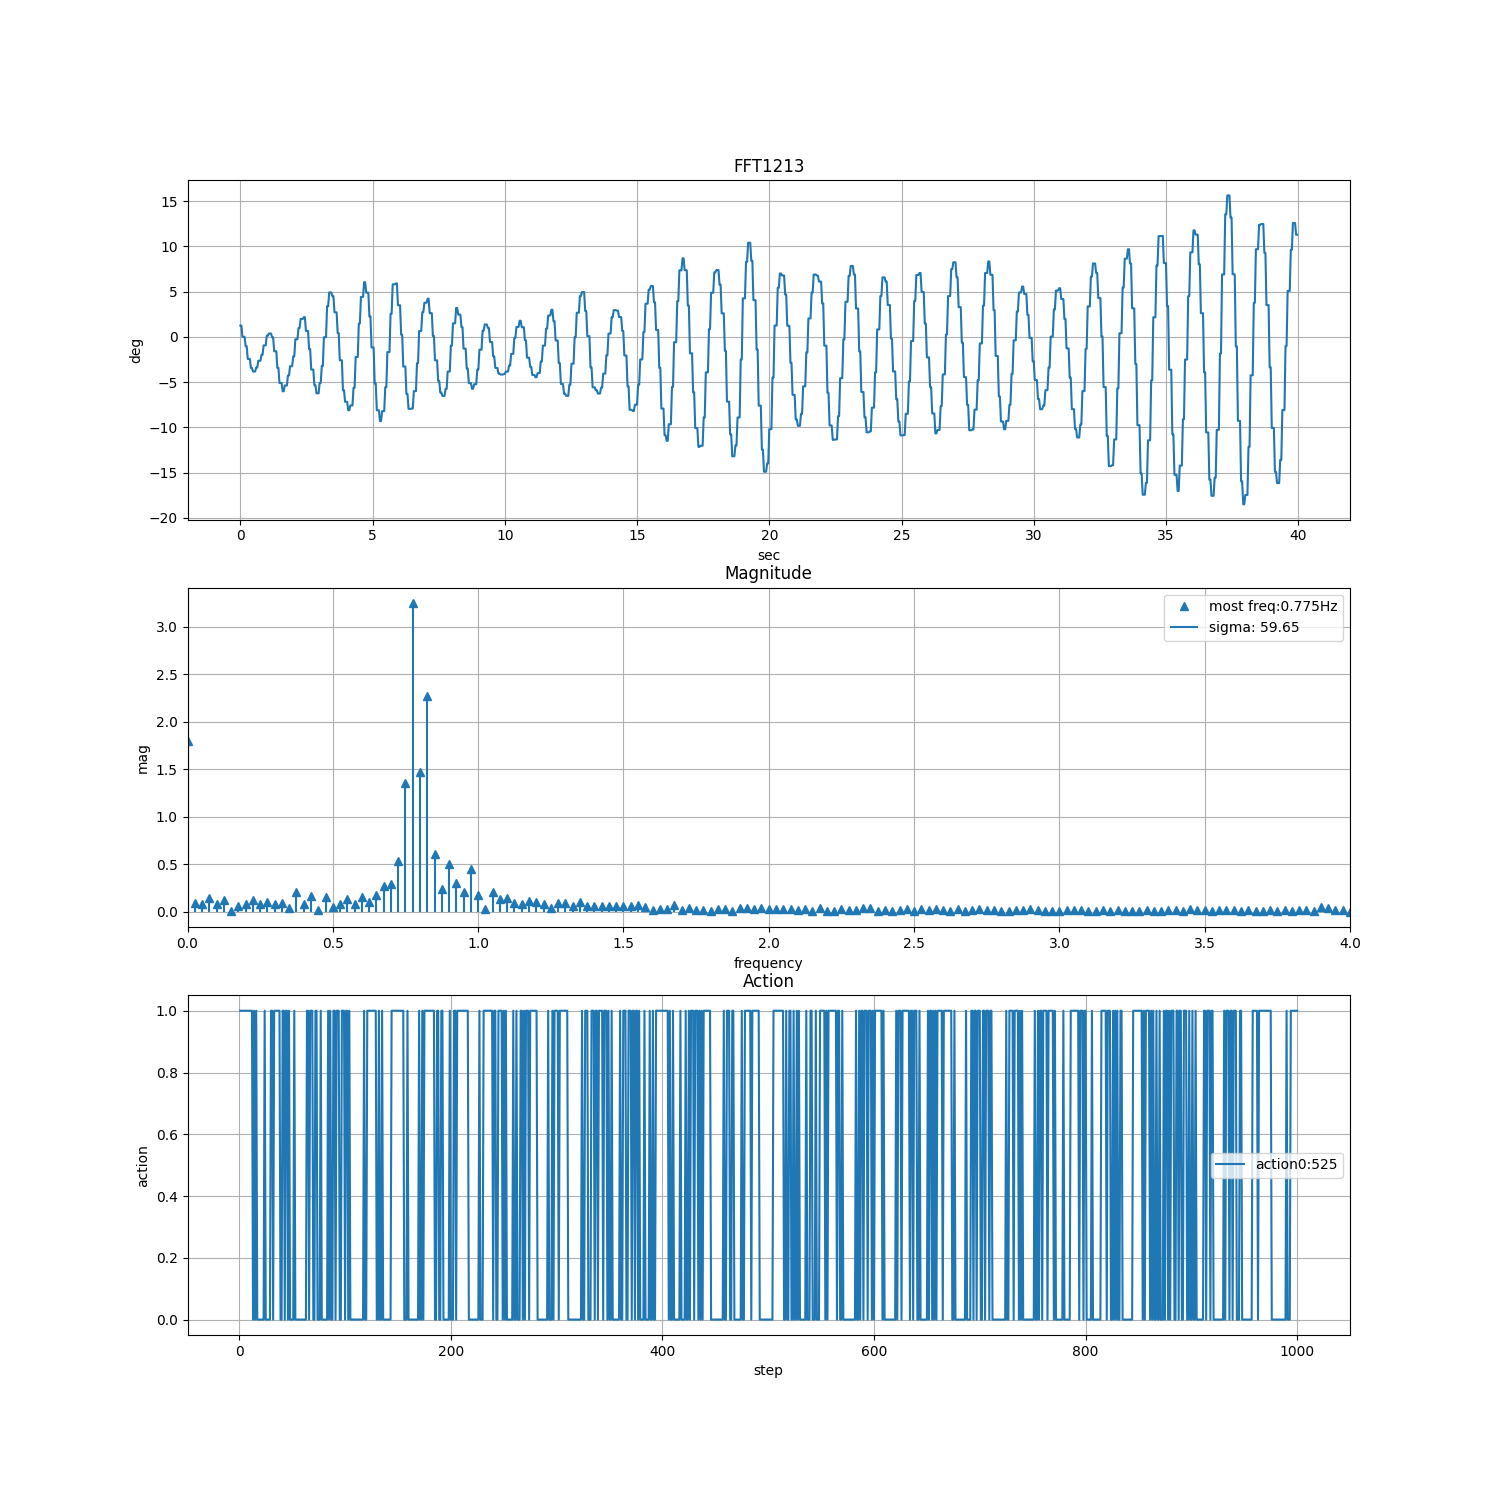 FFT1213
deg
15
10
5
0
−5
−10
−15
−20
0 5 10 15 20 25 30 35 40
sec
Magnitude
mag
3.0
2.5
2.0
1.5
1.0
0.5
0.0
most freq:0.775Hz
sigma: 59.65
0.0 0.5 1.0 1.5 2.0 2.5 3.0 3.5 4.0
frequency
Action
action
1.0
0.8
0.6
0.4
0.2
0.0
action0:525
0 200 400 600 800 1000
step